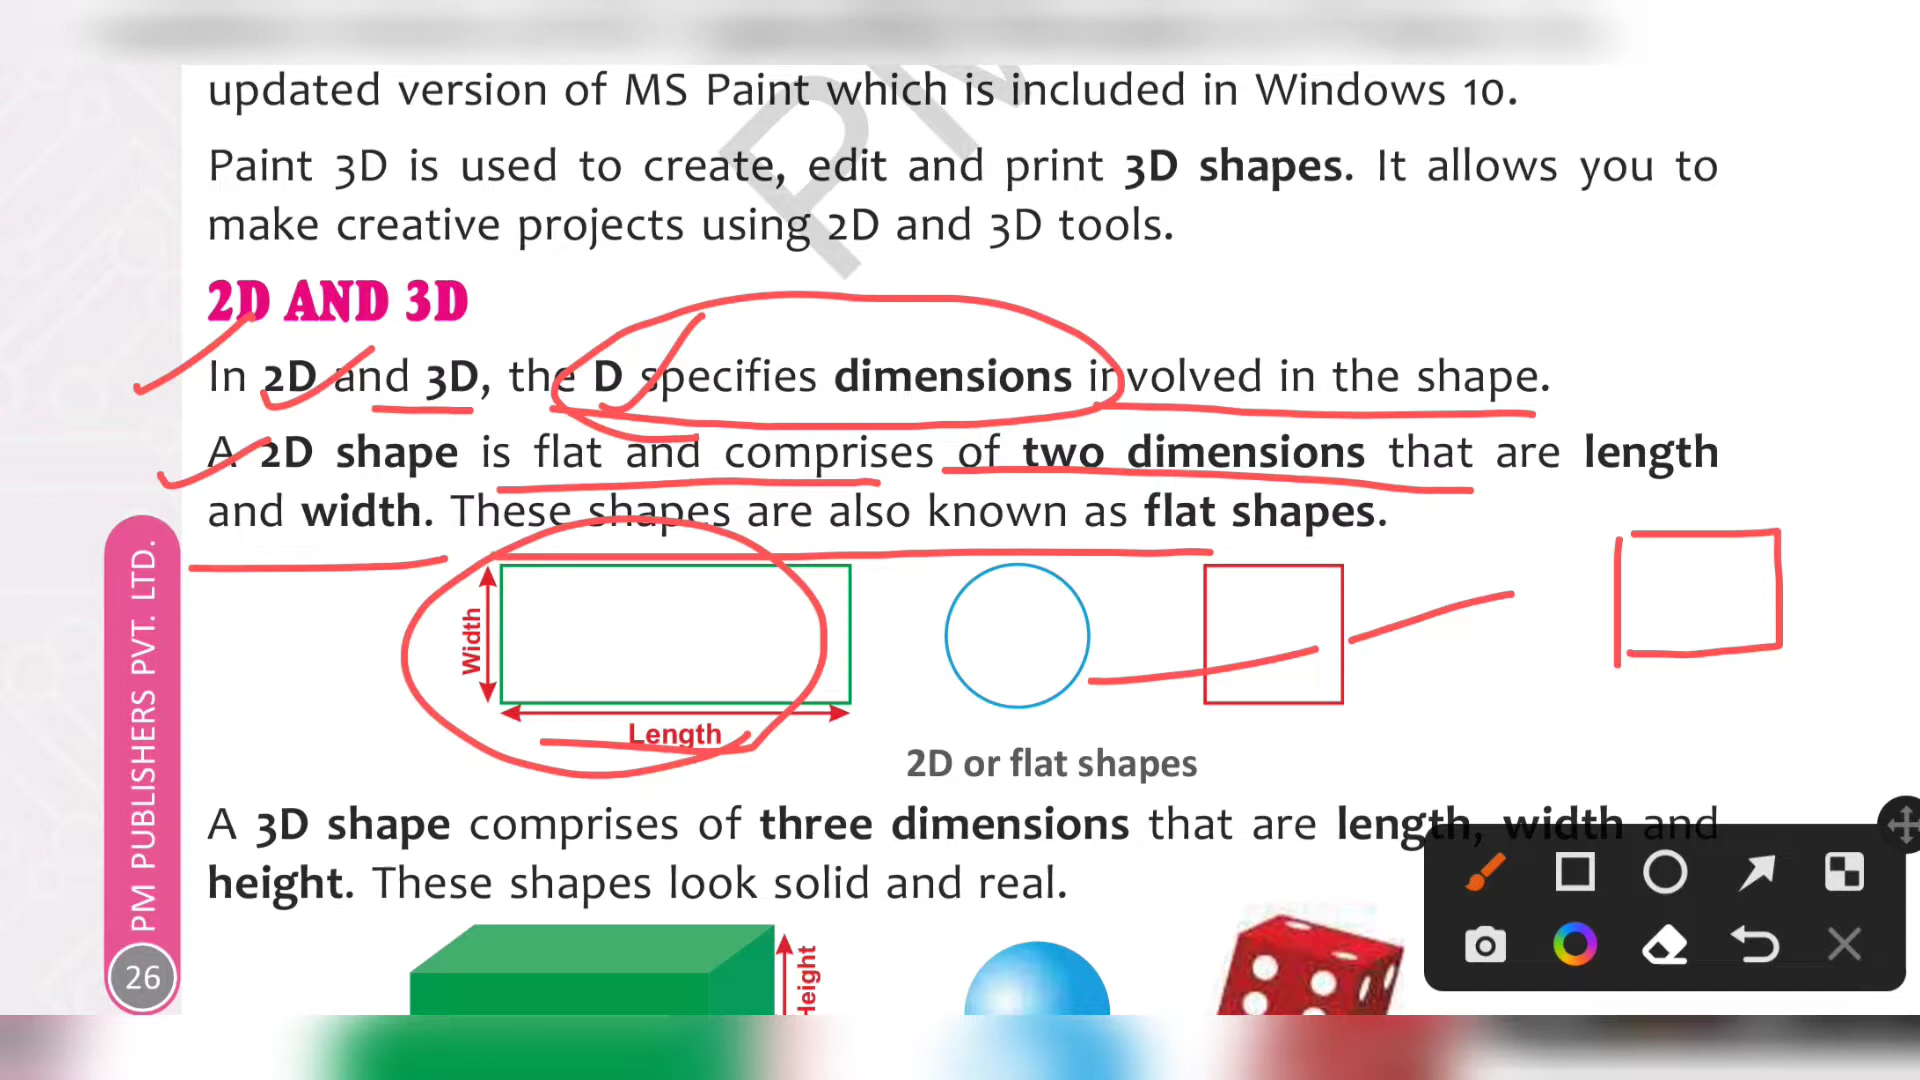 updated version of MS Paint which is included in Windows 10.
Paint 3D is used to create, edit and print 3D shapes. It allows you to
make creative projects using 2D and 3D tools.
2D AND 3D
In 2D and 3D, the D specifies dimensions involved in the shape.
A 2D shape is flat and comprises of two dimensions that are length
and width. These shapes are also known as flat shapes.
Width
Length
2D or flat shapes
A 3D shape comprises of three dimensions that are length, width and
height. These shapes look solid and real.
Height
PM PUBLISHERS PVT. LTD.
26